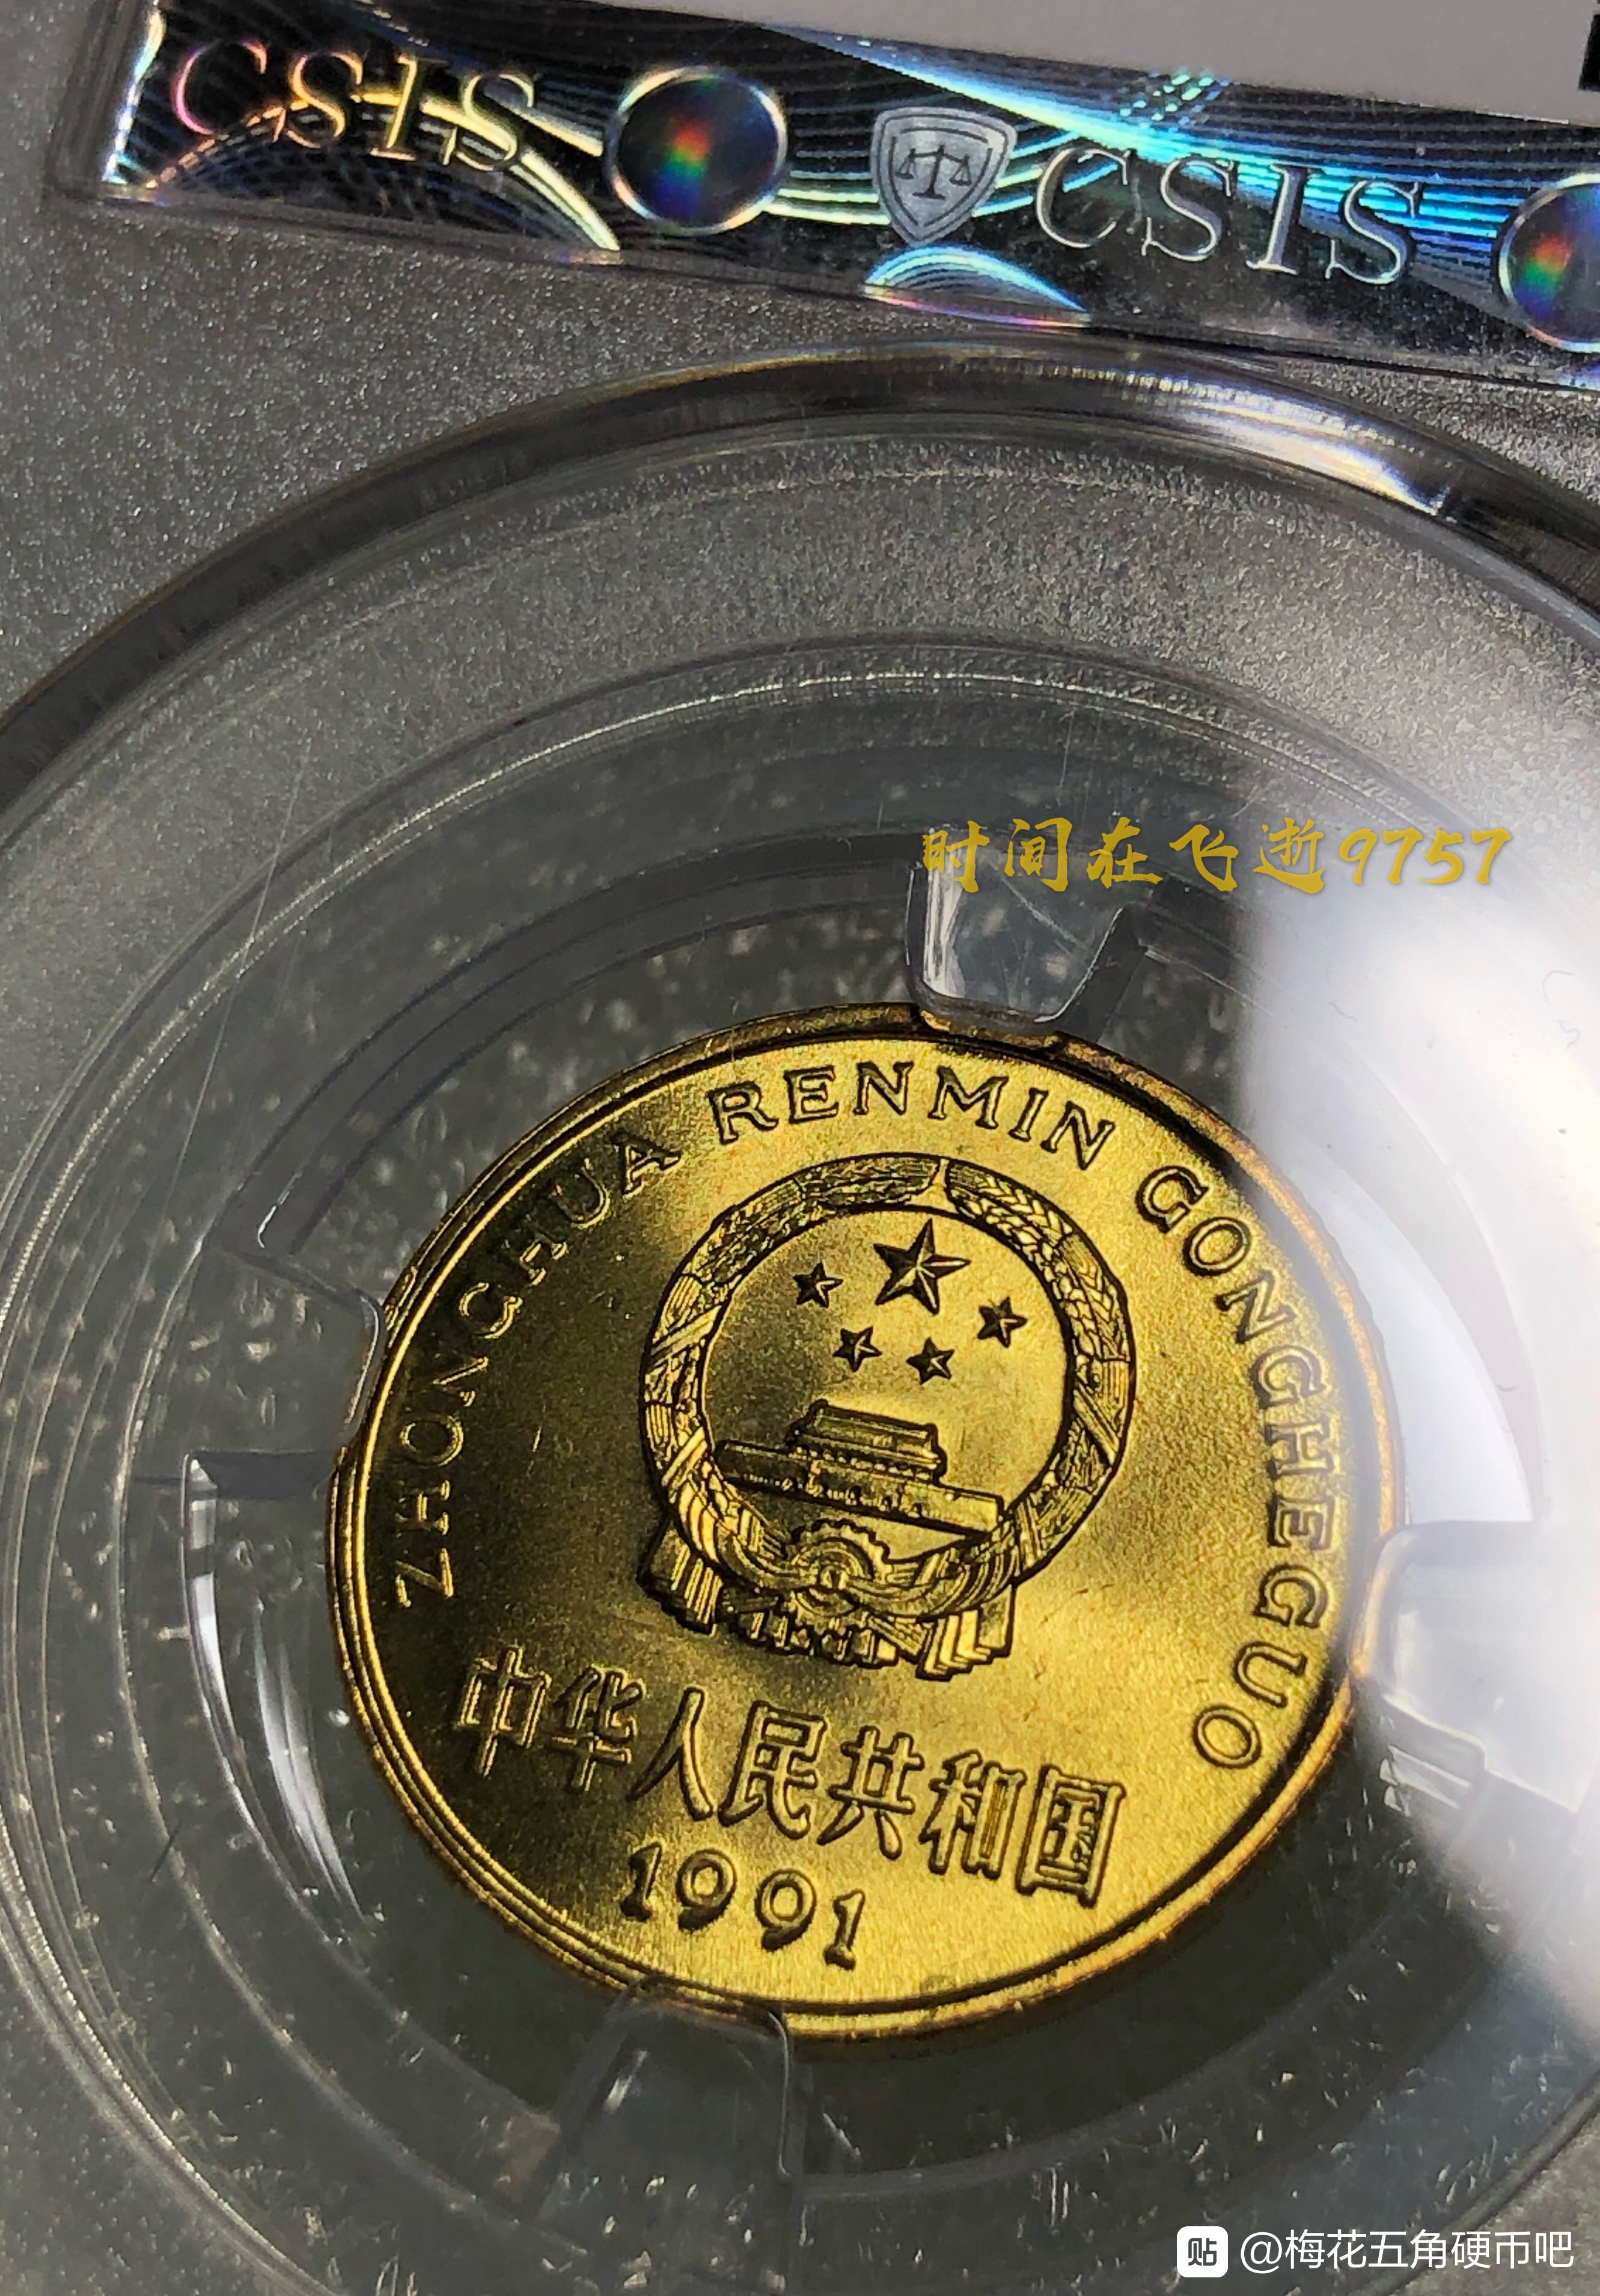 CSIS CSIS
时间在飞逝9757
ZHONGHUA RENMIN GONGHEGUO
中华人民共和国
1991
贴 @梅花五角硬币吧